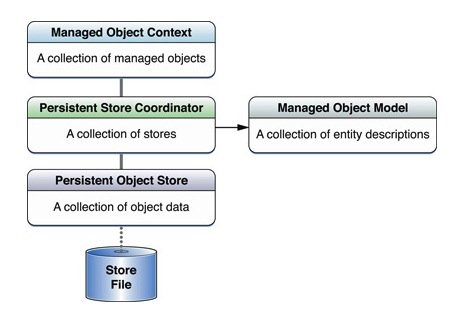 Managed Object Context
A collection of managed objects
Persistent Store Coordinator
A collection of stores
Managed Object Model
A collection of entity descriptions
Persistent Object Store
A collection of object data
Store
File